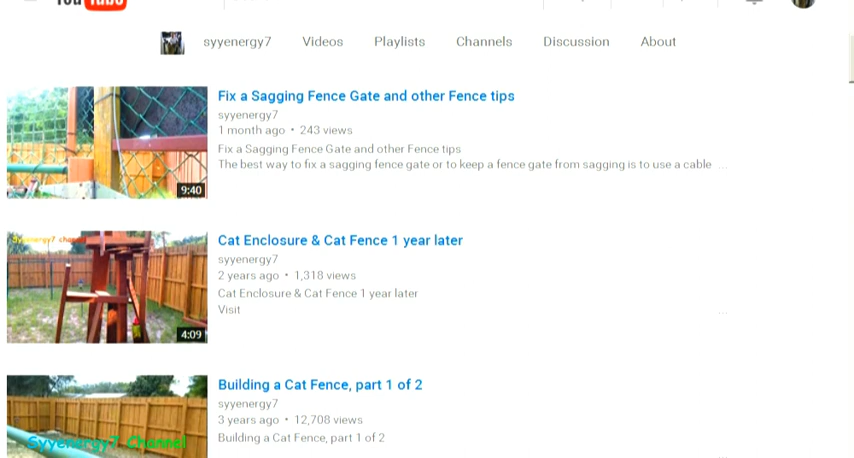 YouTube
syyenergy7 Videos Playlists Channels Discussion About
Fix a Sagging Fence Gate and other Fence tips
syyenergy7
1 month ago • 243 views
Fix a Sagging Fence Gate and other Fence tips
The best way to fix a sagging fence gate or to keep a fence gate from sagging is to use a cable ...
9:40
Syyenergy7 channel
Cat Enclosure & Cat Fence 1 year later
syyenergy7
2 years ago • 1,318 views
Cat Enclosure & Cat Fence 1 year later
Visit ...
4:09
Building a Cat Fence, part 1 of 2
syyenergy7
3 years ago • 12,708 views
Building a Cat Fence, part 1 of 2
Syyenergy7 Channel